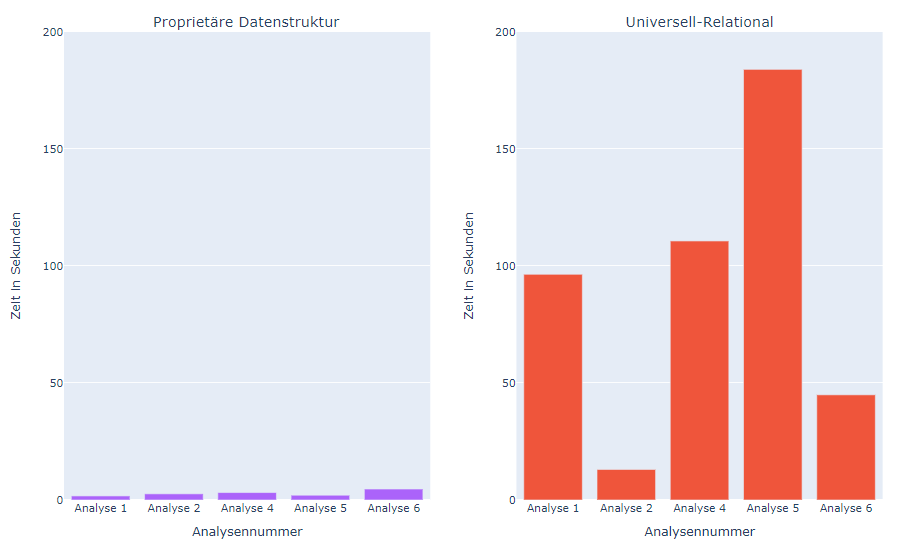 Proprietäre Datenstruktur
200
150
100
50
0
Zeit in Sekunden
Analyse 1 Analyse 2 Analyse 4 Analyse 5 Analyse 6
Analysennummer
Universell-Relational
200
150
100
50
0
Zeit in Sekunden
Analyse 1 Analyse 2 Analyse 4 Analyse 5 Analyse 6
Analysennummer